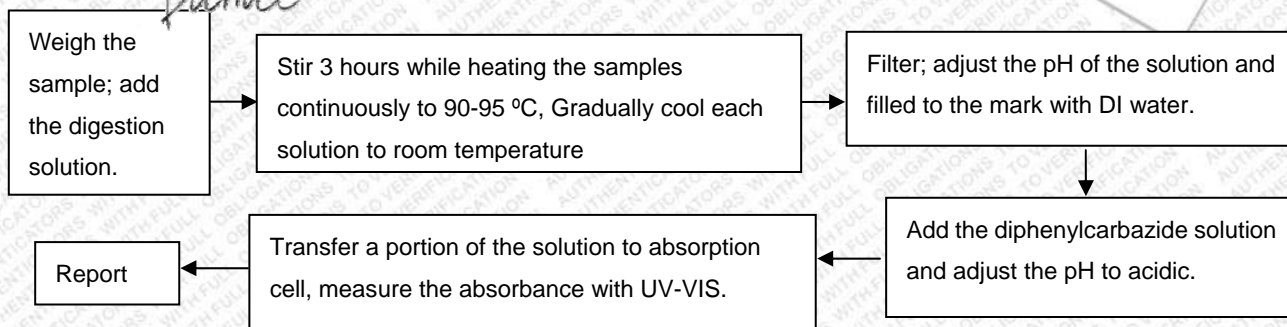 Weigh the
sample; add
the digestion
solution.
Stir 3 hours while heating the samples
continuously to 90-95 ºC, Gradually cool each
solution to room temperature
Filter; adjust the pH of the solution and
filled to the mark with DI water.
Add the diphenylcarbazide solution
and adjust the pH to acidic.
Transfer a portion of the solution to absorption
cell, measure the absorbance with UV-VIS.
Report